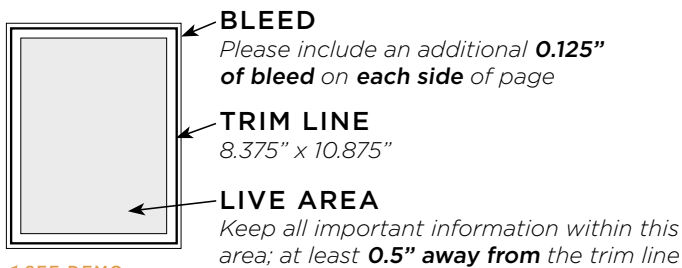 BLEED
Please include an additional 0.125”
of bleed on each side of page
TRIM LINE
8.375” x 10.875”
LIVE AREA
Keep all important information within this
area; at least 0.5” away from the trim line